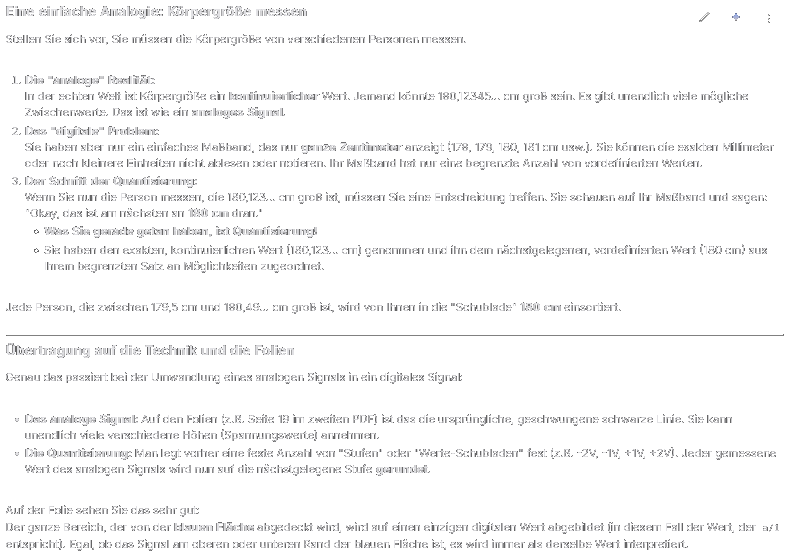 Eine einfache Analogie: Körpergröße messen
Stellen Sie sich vor, Sie müssen die Körpergröße von verschiedenen Personen messen.
1. Die "analoge" Realität:
In der echten Welt ist Körpergröße ein kontinuierlicher Wert. Jemand könnte 180,12345... cm groß sein. Es gibt unendlich viele mögliche
Zwischenwerte. Das ist wie ein analoges Signal.
2. Das "digitale" Problem:
Sie haben aber nur ein einfaches Maßband, das nur ganze Zentimeter anzeigt (178, 179, 180, 181 cm usw.). Sie können die exakten Millimeter
oder noch kleinere Einheiten nicht ablesen oder notieren. Ihr Maßband hat nur eine begrenzte Anzahl von vordefinierten Werten.
3. Der Schritt der Quantisierung:
Wenn Sie nun die Person messen, die 180,123... cm groß ist, müssen Sie eine Entscheidung treffen. Sie schauen auf Ihr Maßband und sagen:
"Okay, das ist am nächsten an 180 cm dran."
◦ Was Sie gerade getan haben, ist Quantisierung!
◦ Sie haben den exakten, kontinuierlichen Wert (180,123... cm) genommen und ihn dem nächstgelegenen, vordefinierten Wert (180 cm) aus
Ihrem begrenzten Satz an Möglichkeiten zugeordnet.
Jede Person, die zwischen 179,5 cm und 180,49... cm groß ist, wird von Ihnen in die "Schublade" 180 cm einsortiert.
Übertragung auf die Technik und die Folien
Genau das passiert bei der Umwandlung eines analogen Signals in ein digitales Signal:
◦ Das analoge Signal: Auf den Folien (z.B. Seite 19 im zweiten PDF) ist das die ursprüngliche, geschwungene schwarze Linie. Sie kann
unendlich viele verschiedene Höhen (Spannungswerte) annehmen.
◦ Die Quantisierung: Man legt vorher eine feste Anzahl von "Stufen" oder "Werte-Schubladen" fest (z.B. -2V, -1V, +1V, +2V). Jeder gemessene
Wert des analogen Signals wird nun auf die nächstgelegene Stufe gerundet.
Auf der Folie sehen Sie das sehr gut:
Der ganze Bereich, der von der blauen Fläche abgedeckt wird, wird auf einen einzigen digitalen Wert abgebildet (in diesem Fall der Wert, der
entspricht). Egal, ob das Signal am oberen oder unteren Rand der blauen Fläche ist, es wird immer als derselbe Wert interpretiert.